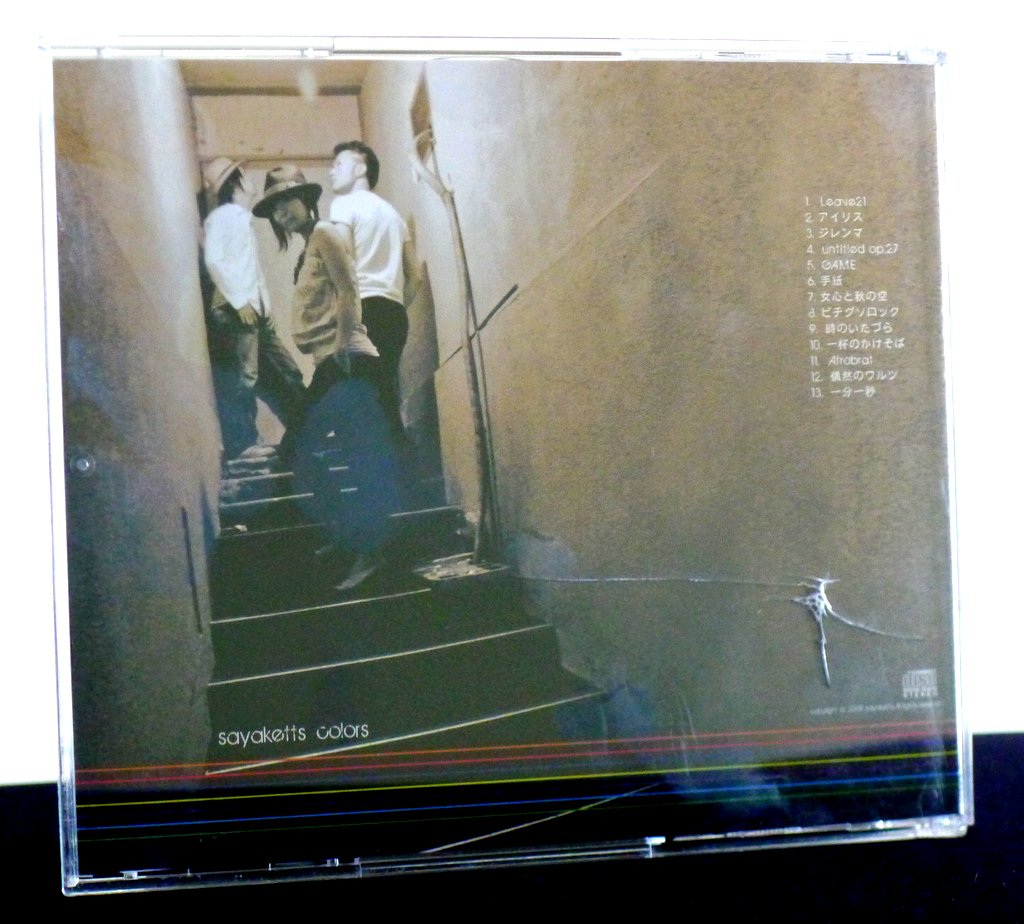 1. Leave21
2. アイリス
3. ジレンマ
4. untitled op.27
5. GAME
6. 手紙
7. 女心と秋の空
8. ピチグソロック
9. 時のいたづら
10. 一杯のかけそば
11. Afrobrat
12. 偶然のワルツ
13. 一分一秒
disc
STEREO
sayaketts colors